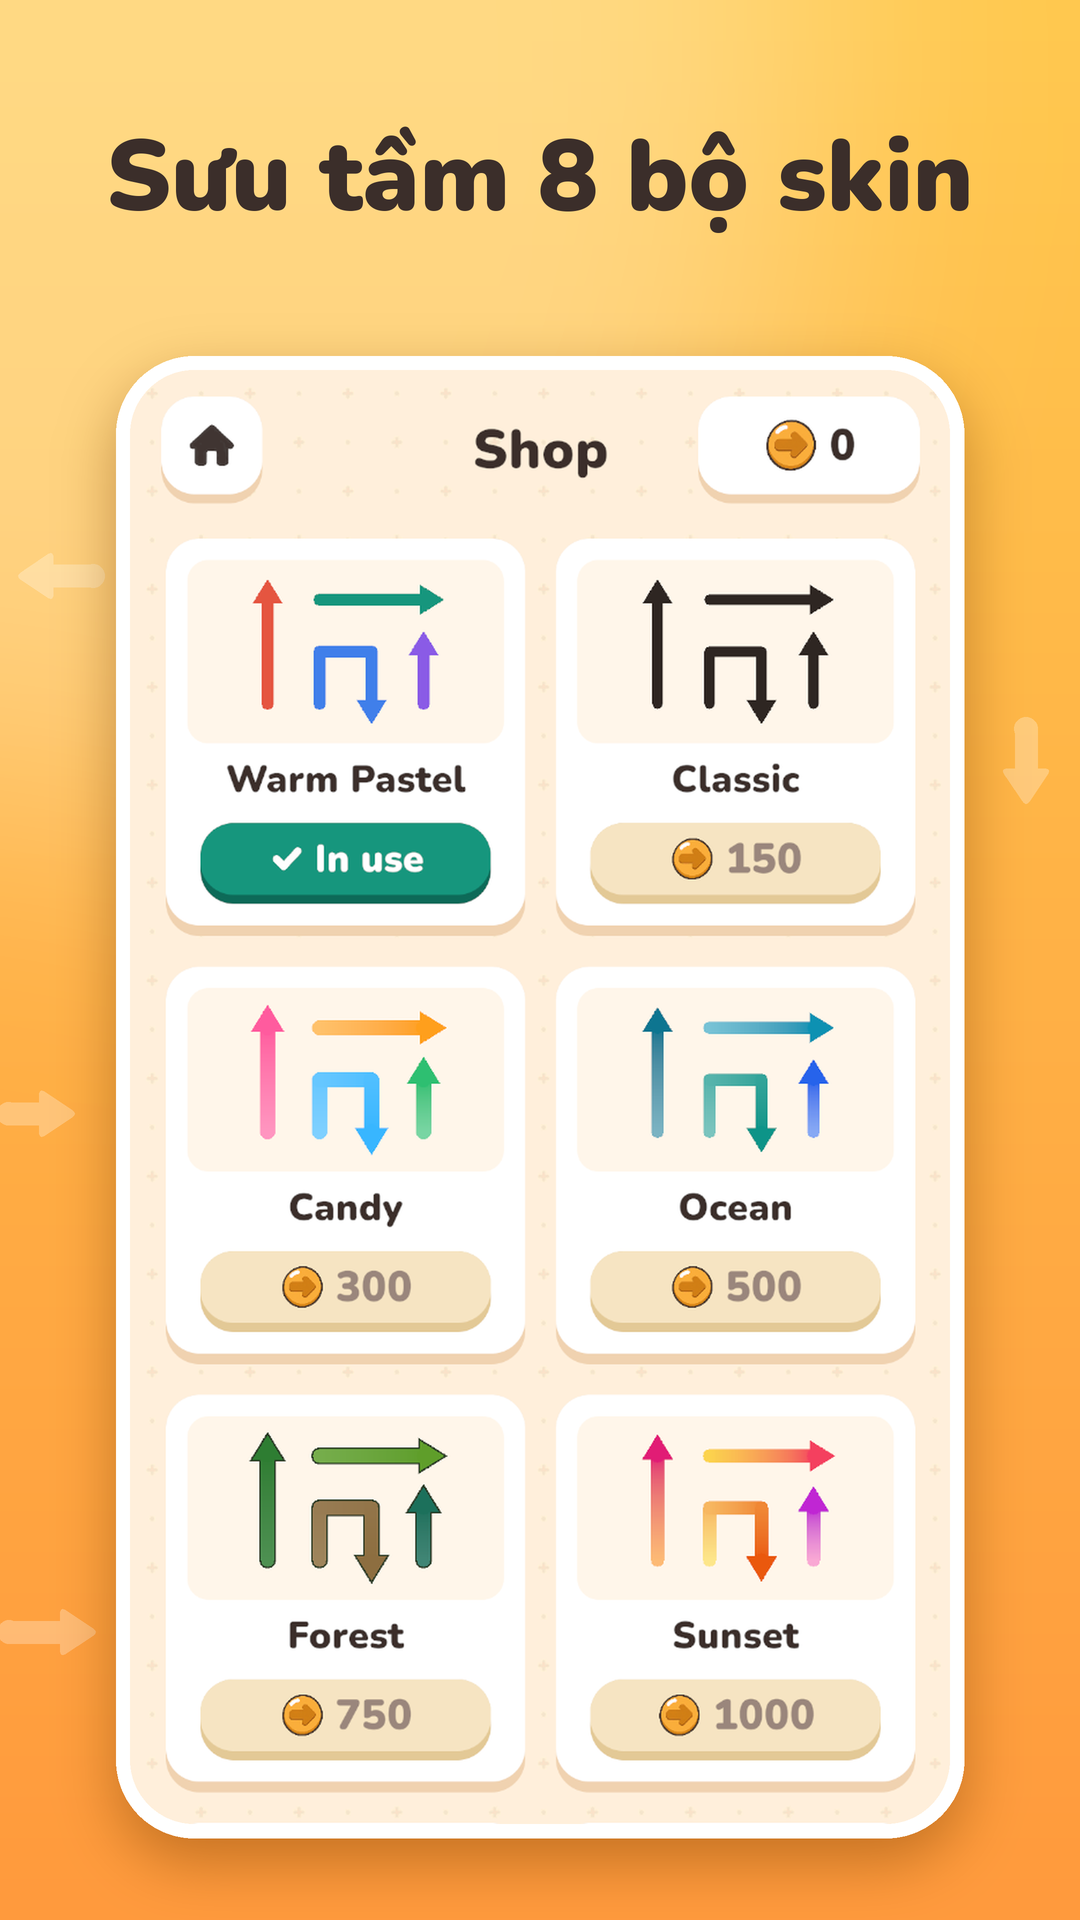 Sưu tầm 8 bộ skin
Shop
0
Warm Pastel
Classic
In use
150
Candy
Ocean
300
500
Forest
Sunset
750
1000